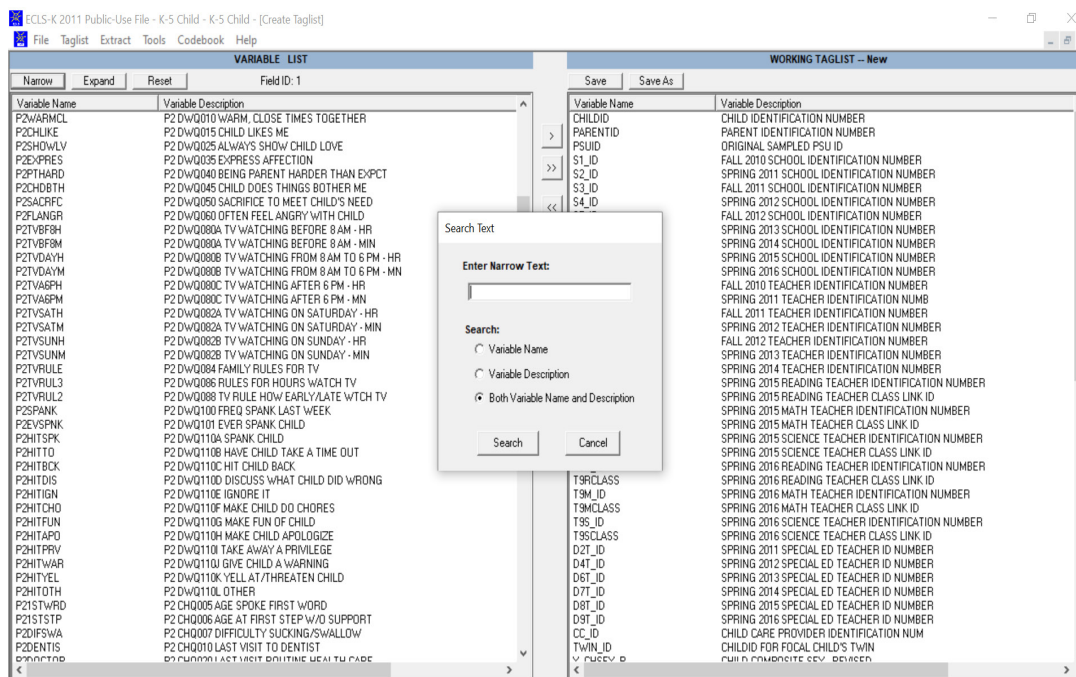 ECLS-K 2011 Public-Use File - K-5 Child - K-5 Child - [Create Taglist]
File Taglist Extract Tools Codebook Help
VARIABLE LIST
Narrow Expand Reset Field ID: 1
Variable Name Variable Description
P2WARMCL P2 DWQ010 WARM, CLOSE TIMES TOGETHER
P2CHLIKE P2 DWQ015 CHILD LIKES ME
P2SHOWLV P2 DWQ025 ALWAYS SHOW CHILD LOVE
P2EXPRES P2 DWQ035 EXPRESS AFFECTION
P2PTHARD P2 DWQ040 BEING PARENT HARDER THAN EXPCT
P2CHDBTH P2 DWQ045 CHILD DOES THINGS BOTHER ME
P2SACRFC P2 DWQ050 SACRIFICE TO MEET CHILD'S NEED
P2FLANGR P2 DWQ060 OFTEN FEEL ANGRY WITH CHILD
P2TVBF8H P2 DWQ080A TV WATCHING BEFORE 8 AM - HR
P2TVBF8M P2 DWQ080A TV WATCHING BEFORE 8 AM - MIN
P2TVDAYH P2 DWQ080B TV WATCHING FROM 8 AM TO 6 PM - HR
P2TVDAYM P2 DWQ080B TV WATCHING FROM 8 AM TO 6 PM - MN
P2TVA6PH P2 DWQ080C TV WATCHING AFTER 6 PM - HR
P2TVA6PM P2 DWQ080C TV WATCHING AFTER 6 PM - MN
P2TVSATH P2 DWQ082A TV WATCHING ON SATURDAY - HR
P2TVSATM P2 DWQ082A TV WATCHING ON SATURDAY - MIN
P2TVSUNH P2 DWQ082B TV WATCHING ON SUNDAY - HR
P2TVSUNM P2 DWQ082B TV WATCHING ON SUNDAY - MIN
P2TVRULE P2 DWQ084 FAMILY RULES FOR TV
P2TVRUL3 P2 DWQ086 RULES FOR HOURS WATCH TV
P2TVRUL2 P2 DWQ088 TV RULE HOW EARLY/LATE WTCH TV
P2SPANK P2 DWQ100 FREQ SPANK LAST WEEK
P2EVSPNK P2 DWQ101 EVER SPANK CHILD
P2HITSPK P2 DWQ110A SPANK CHILD
P2HITTO P2 DWQ110B HAVE CHILD TAKE A TIME OUT
P2HITBCK P2 DWQ110C HIT CHILD BACK
P2HITDIS P2 DWQ110D DISCUSS WHAT CHILD DID WRONG
P2HITIGN P2 DWQ110E IGNORE IT
P2HITCHO P2 DWQ110F MAKE CHILD DO CHORES
P2HITFUN P2 DWQ110G MAKE FUN OF CHILD
P2HITAPO P2 DWQ110H MAKE CHILD APOLOGIZE
P2HITPRV P2 DWQ110I TAKE AWAY A PRIVILEGE
P2HITWAR P2 DWQ110J GIVE CHILD A WARNING
P2HITYEL P2 DWQ110K YELL AT/THREATEN CHILD
P2HITOTH P2 DWQ110L OTHER
P21STWRD P2 CHQ005 AGE SPOKE FIRST WORD
P21STSTP P2 CHQ006 AGE AT FIRST STEP W/O SUPPORT
P2DIFSWA P2 CHQ007 DIFFICULTY SUCKING/SWALLOW
P2DENTIS P2 CHQ010 LAST VISIT TO DENTIST
P2DOCTOR P2 CHQ020 LAST VISIT ROUTINE HEALTH CARE
>
>>
<<
Search Text
Enter Narrow Text:
Search:
Variable Name
Variable Description
Both Variable Name and Description
Search Cancel
WORKING TAGLIST -- New
Save Save As
Variable Name Variable Description
CHILDID CHILD IDENTIFICATION NUMBER
PARENTID PARENT IDENTIFICATION NUMBER
PSUID ORIGINAL SAMPLED PSU ID
S1_ID FALL 2010 SCHOOL IDENTIFICATION NUMBER
S2_ID SPRING 2011 SCHOOL IDENTIFICATION NUMBER
S3_ID FALL 2011 SCHOOL IDENTIFICATION NUMBER
S4_ID SPRING 2012 SCHOOL IDENTIFICATION NUMBER
FALL 2012 SCHOOL IDENTIFICATION NUMBER
SPRING 2013 SCHOOL IDENTIFICATION NUMBER
SPRING 2014 SCHOOL IDENTIFICATION NUMBER
SPRING 2015 SCHOOL IDENTIFICATION NUMBER
SPRING 2016 SCHOOL IDENTIFICATION NUMBER
FALL 2010 TEACHER IDENTIFICATION NUMBER
SPRING 2011 TEACHER IDENTIFICATION NUMB
FALL 2011 TEACHER IDENTIFICATION NUMBER
SPRING 2012 TEACHER IDENTIFICATION NUMBER
FALL 2012 TEACHER IDENTIFICATION NUMBER
SPRING 2013 TEACHER IDENTIFICATION NUMBER
SPRING 2014 TEACHER IDENTIFICATION NUMBER
SPRING 2015 READING TEACHER IDENTIFICATION NUMBER
SPRING 2015 READING TEACHER CLASS LINK ID
SPRING 2015 MATH TEACHER IDENTIFICATION NUMBER
SPRING 2015 MATH TEACHER CLASS LINK ID
SPRING 2015 SCIENCE TEACHER IDENTIFICATION NUMBER
SPRING 2015 SCIENCE TEACHER CLASS LINK ID
SPRING 2016 READING TEACHER IDENTIFICATION NUMBER
T9RCLASS SPRING 2016 READING TEACHER CLASS LINK ID
T9M_ID SPRING 2016 MATH TEACHER IDENTIFICATION NUMBER
T9MCLASS SPRING 2016 MATH TEACHER CLASS LINK ID
T9S_ID SPRING 2016 SCIENCE TEACHER IDENTIFICATION NUMBER
T9SCLASS SPRING 2016 SCIENCE TEACHER CLASS LINK ID
D2T_ID SPRING 2011 SPECIAL ED TEACHER ID NUMBER
D4T_ID SPRING 2012 SPECIAL ED TEACHER ID NUMBER
D6T_ID SPRING 2013 SPECIAL ED TEACHER ID NUMBER
D7T_ID SPRING 2014 SPECIAL ED TEACHER ID NUMBER
D8T_ID SPRING 2015 SPECIAL ED TEACHER ID NUMBER
D9T_ID SPRING 2016 SPECIAL ED TEACHER ID NUMBER
CC_ID CHILD CARE PROVIDER IDENTIFICATION NUM
TWIN_ID CHILDID FOR FOCAL CHILD'S TWIN
X_CHSEX_R CHILD COMPOSITE SEX - REVISED